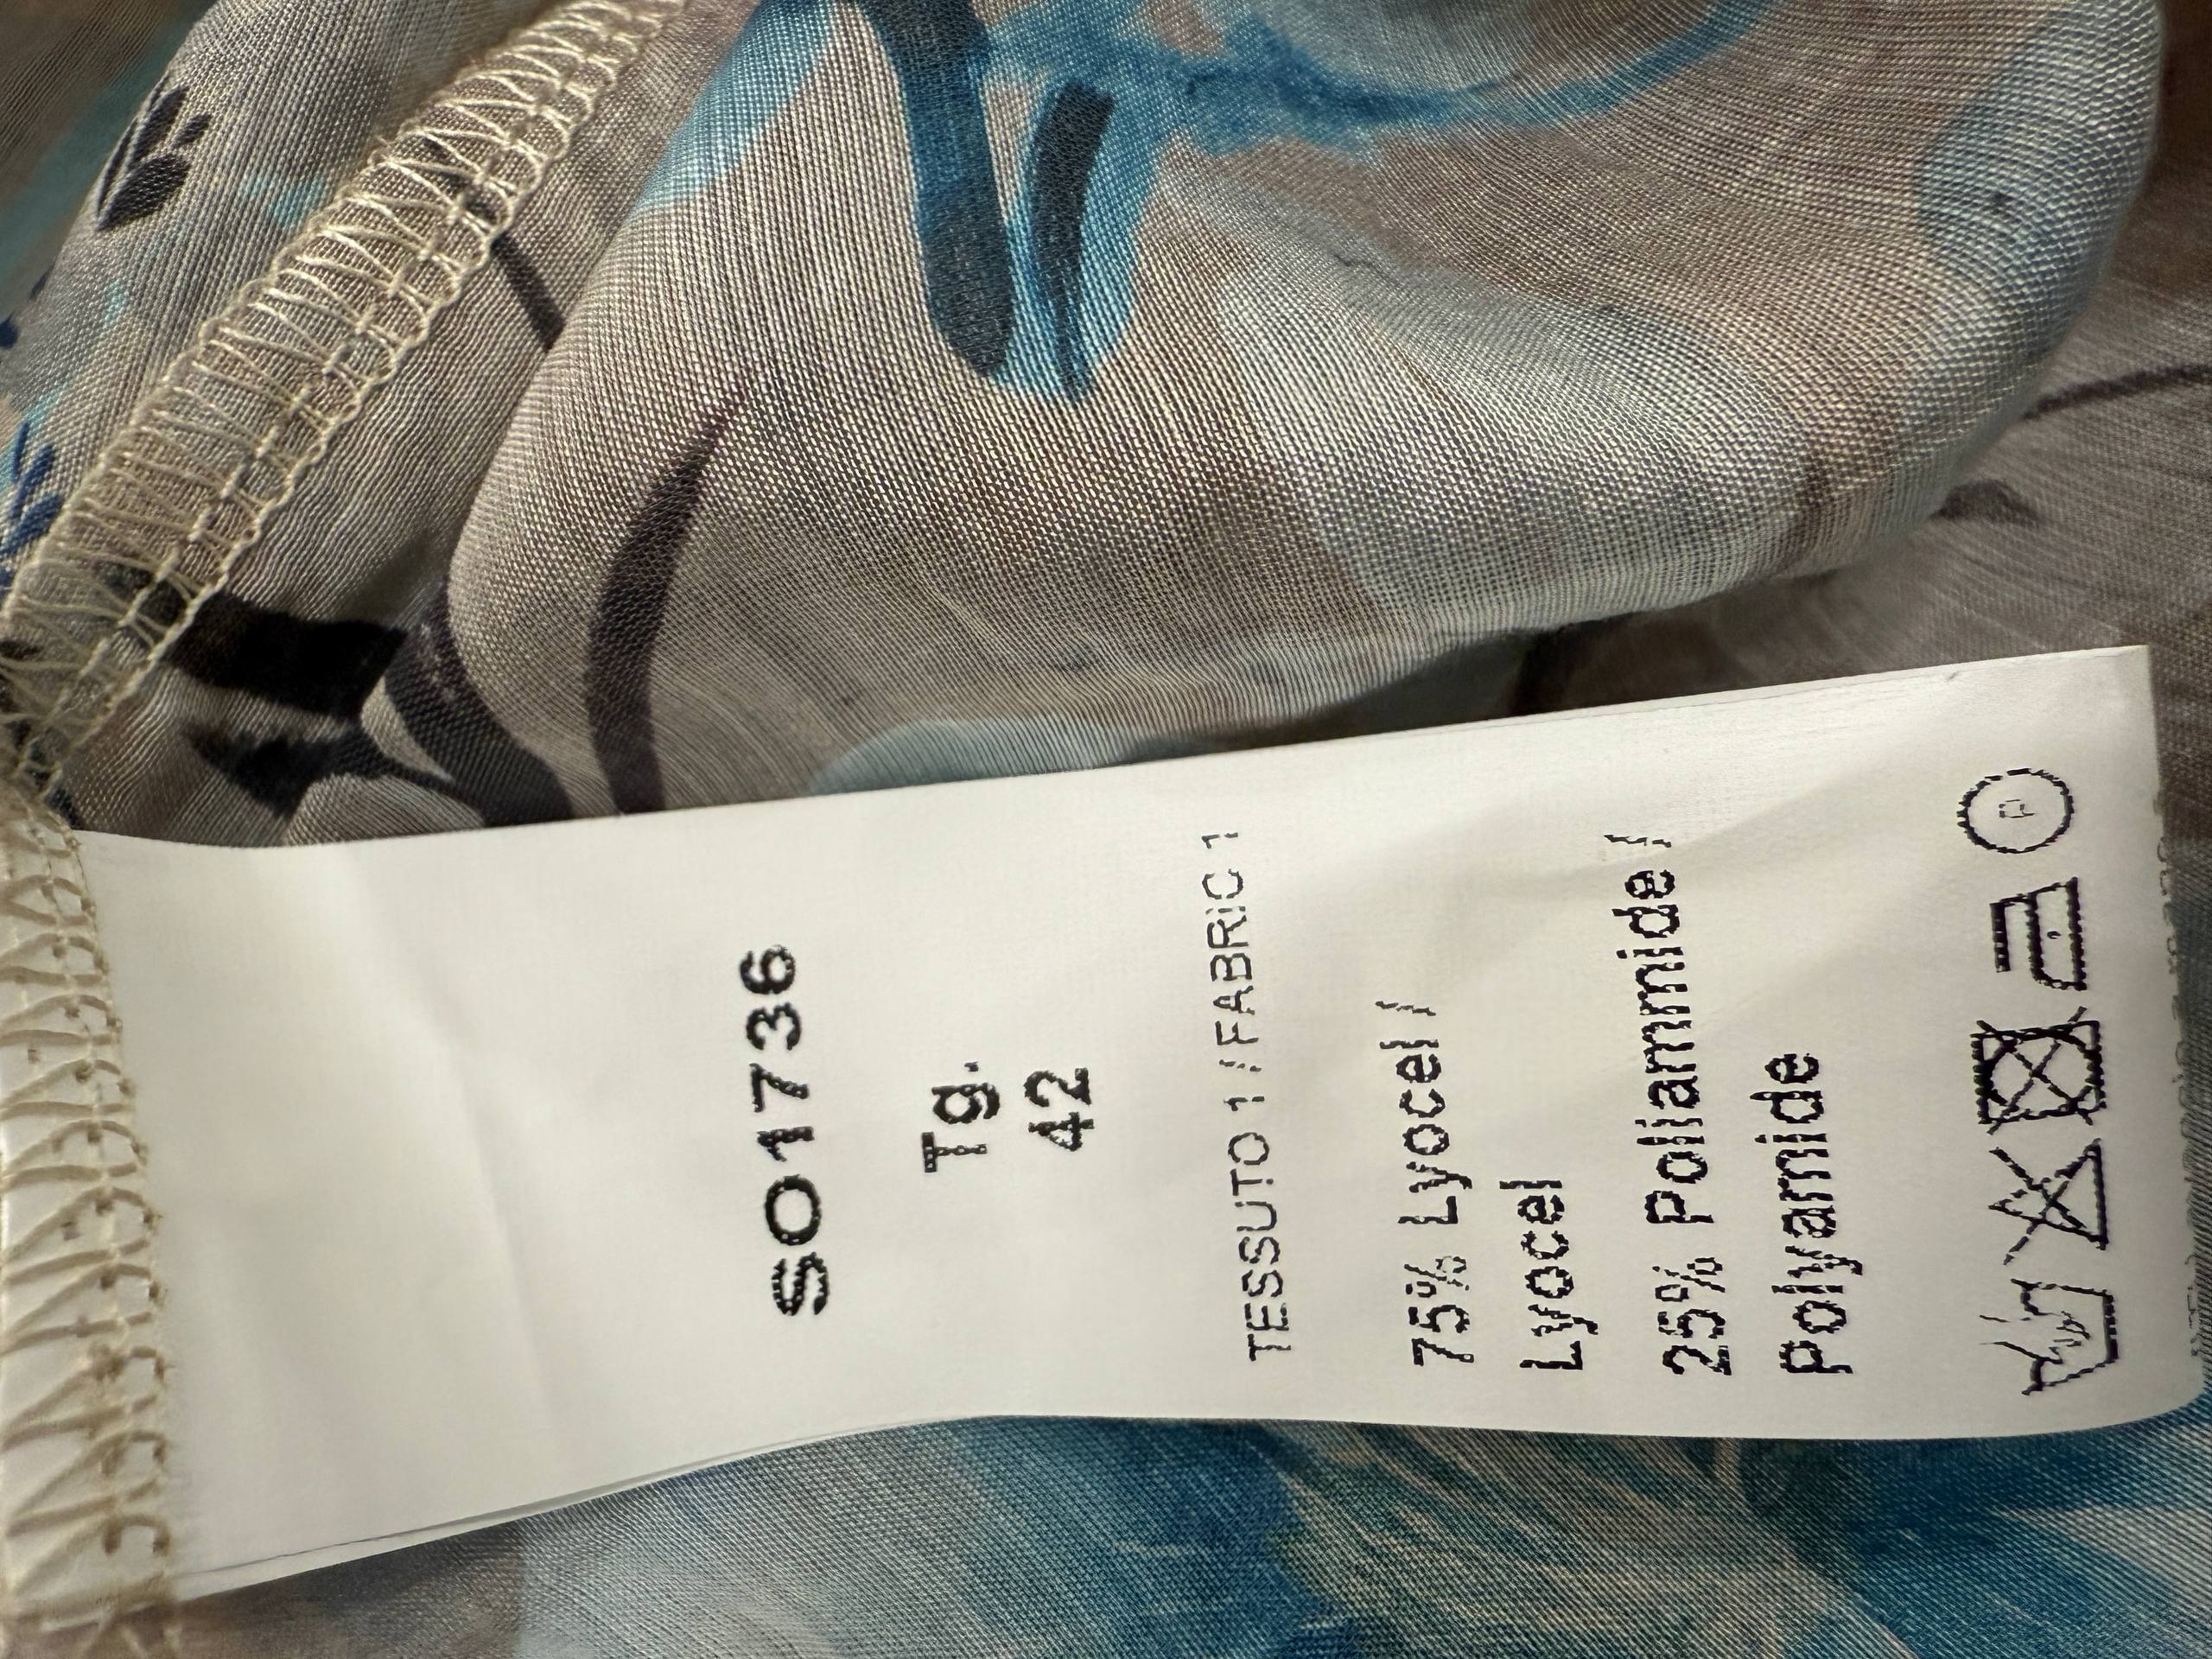 SO1736
Tg.
42
TESSUTO 1 / FABRIC 1
75% Lyocel /
Lyocel
25% Poliammide /
Polyamide
P